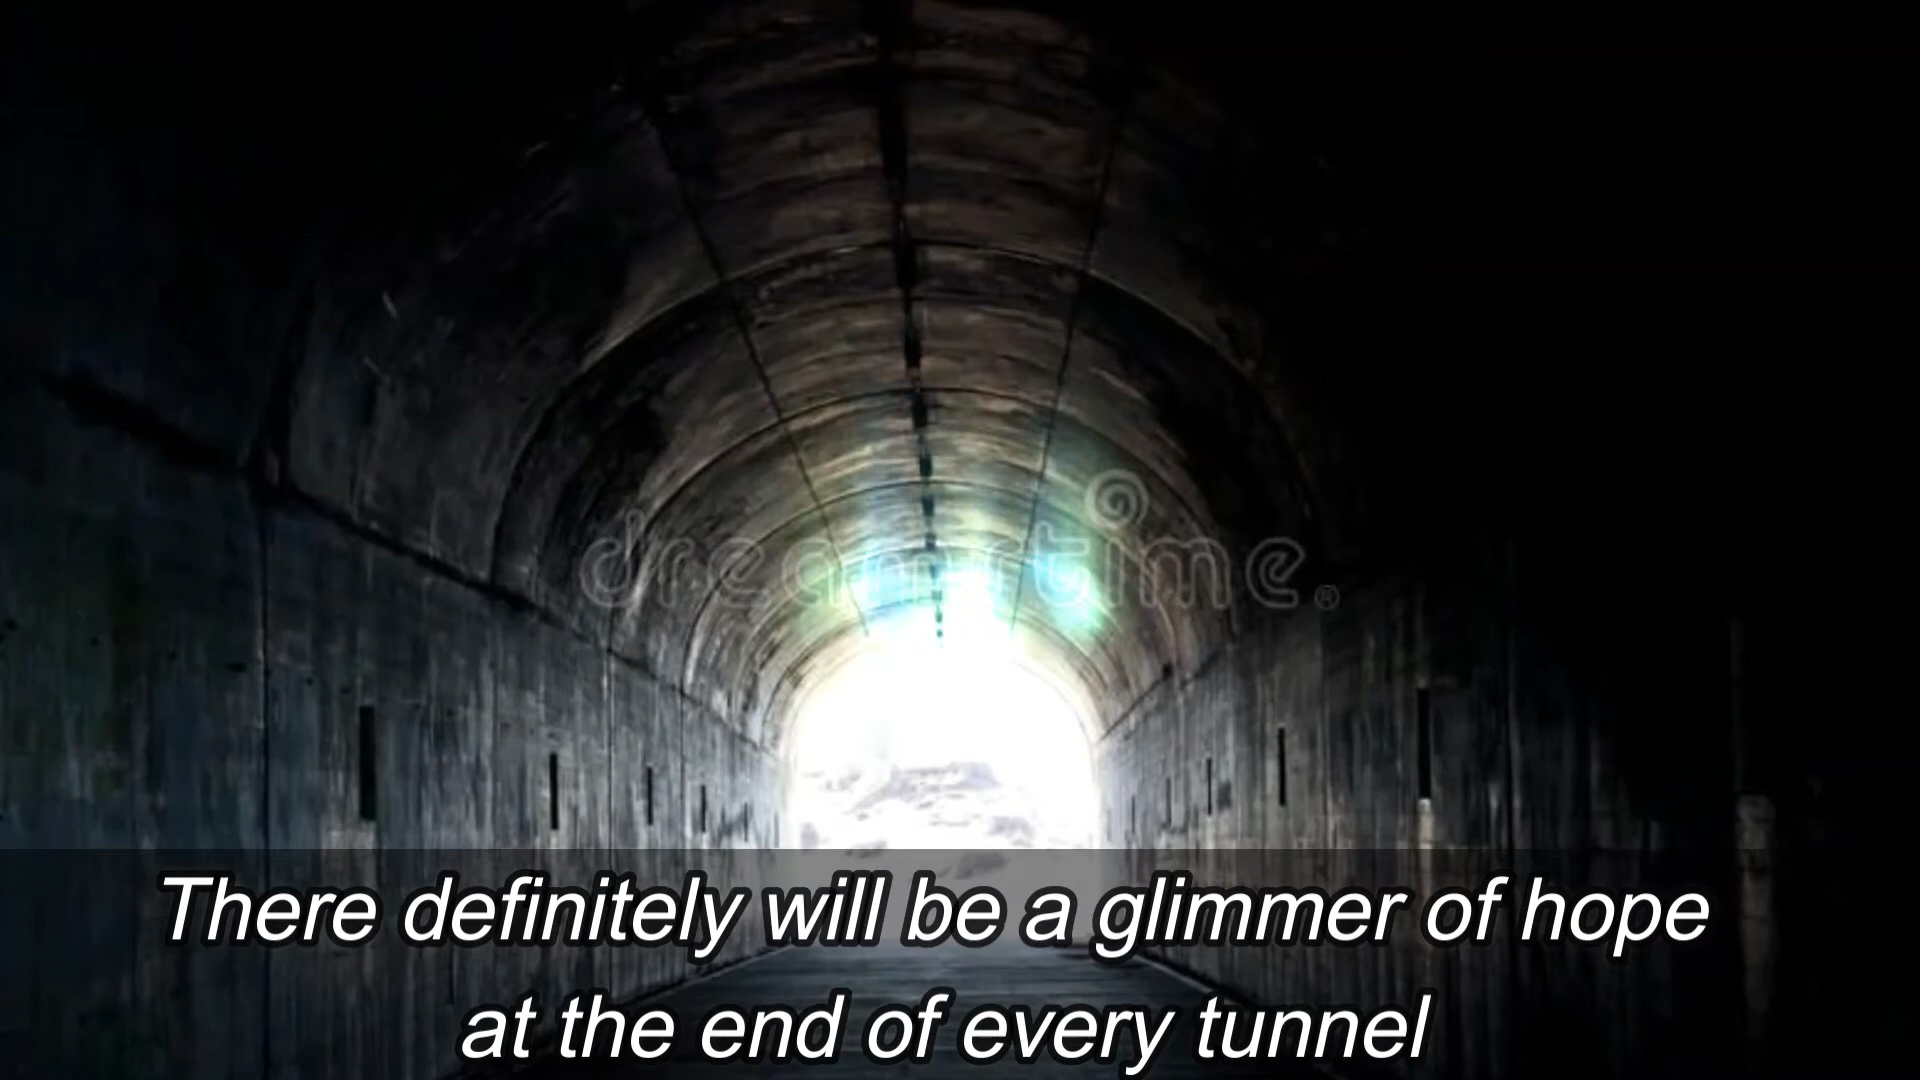 dreamstime®
There definitely will be a glimmer of hope
at the end of every tunnel